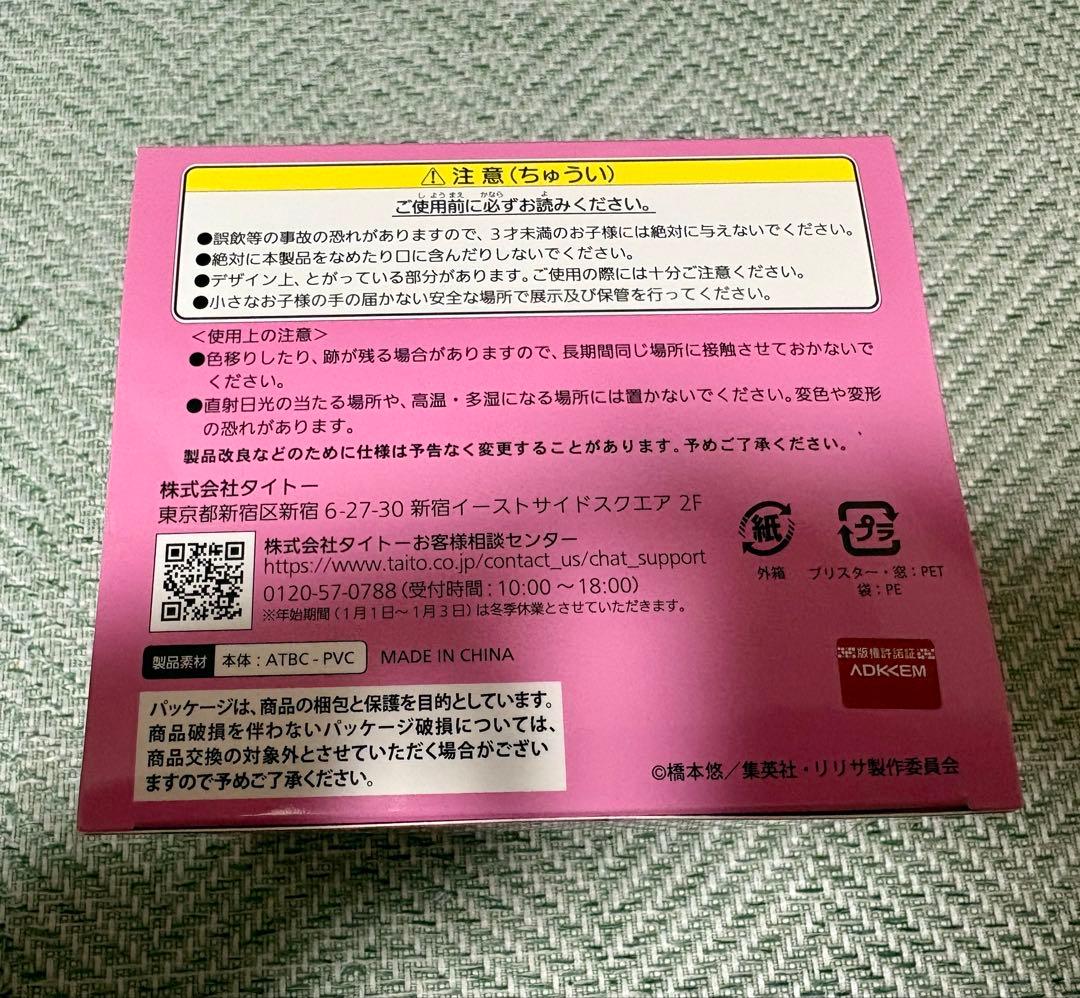 ⚠注意(ちゅうい)
ご使用前に必ずお読みください。
●誤飲等の事故の恐れがありますので、3才未満のお子様には絶対に与えないでください。
●絶対に本製品をなめたり口に含んだりしないでください。
●デザイン上、とがっている部分があります。ご使用の際には十分ご注意ください。
●小さなお子様の手の届かない安全な場所で展示及び保管を行ってください。
＜使用上の注意＞
●色移りしたり、跡が残る場合がありますので、長期間同じ場所に接触させておかないで
ください。
●直射日光の当たる場所や、高温・多湿になる場所には置かないでください。変色や変形
の恐れがあります。
製品改良などのために仕様は予告なく変更することがあります。予めご了承ください。
株式会社タイトー
東京都新宿区新宿 6-27-30 新宿イーストサイドスクエア 2F
株式会社タイトーお客様相談センター
https://www.taito.co.jp/contact_us/chat_support
0120-57-0788(受付時間：10:00 〜18:00)
※年始期間(1月1日〜1月3日)は冬季休業とさせていただきます。
紙
外箱
プラ
ブリスター・窓：PET
袋：PE
製品素材 本体：ATBC-PVC MADE IN CHINA
版権許諾証
ADKKEM
パッケージは、商品の梱包と保護を目的としています。
商品破損を伴わないパッケージ破損については、
商品交換の対象外とさせていただく場合がござい
ますので予めご了承ください。
©橋本悠／集英社・リリサ製作委員会